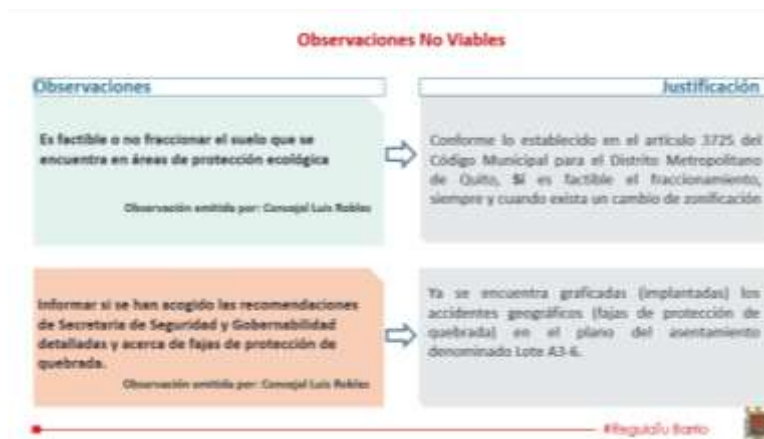 Observaciones No Viables
Observaciones
Justificación
Es factible o no fraccionar el suelo que se
encuentra en áreas de protección ecológica
Observación emitida por: Concejal Luis Robles
Conforme lo establecido en el artículo 3725 del
Código Municipal para el Distrito Metropolitano
de Quito, Sí es factible el fraccionamiento,
siempre y cuando exista un cambio de zonificación
Informar si se han acogido las recomendaciones
de Secretaria de Seguridad y Gobernabilidad
detalladas y acerca de fajas de protección de
quebrada.
Observación emitida por: Concejal Luis Robles
Ya se encuentra graficadas (implantadas) los
accidentes geográficos (fajas de protección de
quebrada) en el plano del asentamiento
denominado Lote A3-6.
#RegulaTu Barrio